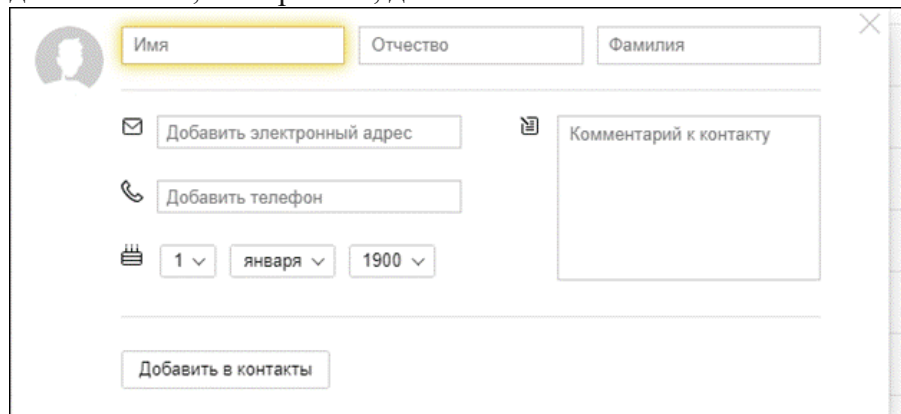 Имя Отчество Фамилия
Добавить электронный адрес Комментарий к контакту
Добавить телефон
1 января 1900
Добавить в контакты